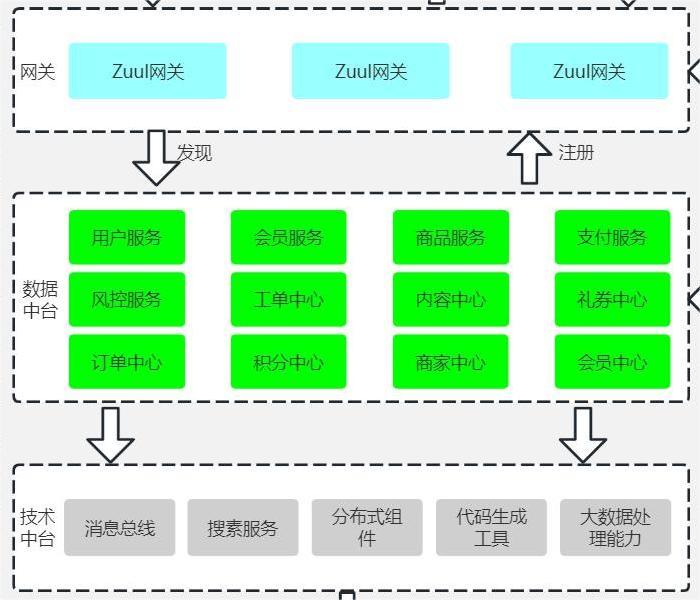 网关
Zuul网关
Zuul网关
Zuul网关
发现
注册
数据
中台
用户服务
会员服务
商品服务
支付服务
风控服务
工单中心
内容中心
礼券中心
订单中心
积分中心
商家中心
会员中心
技术
中台
消息总线
搜素服务
分布式组
件
代码生成
工具
大数据处
理能力